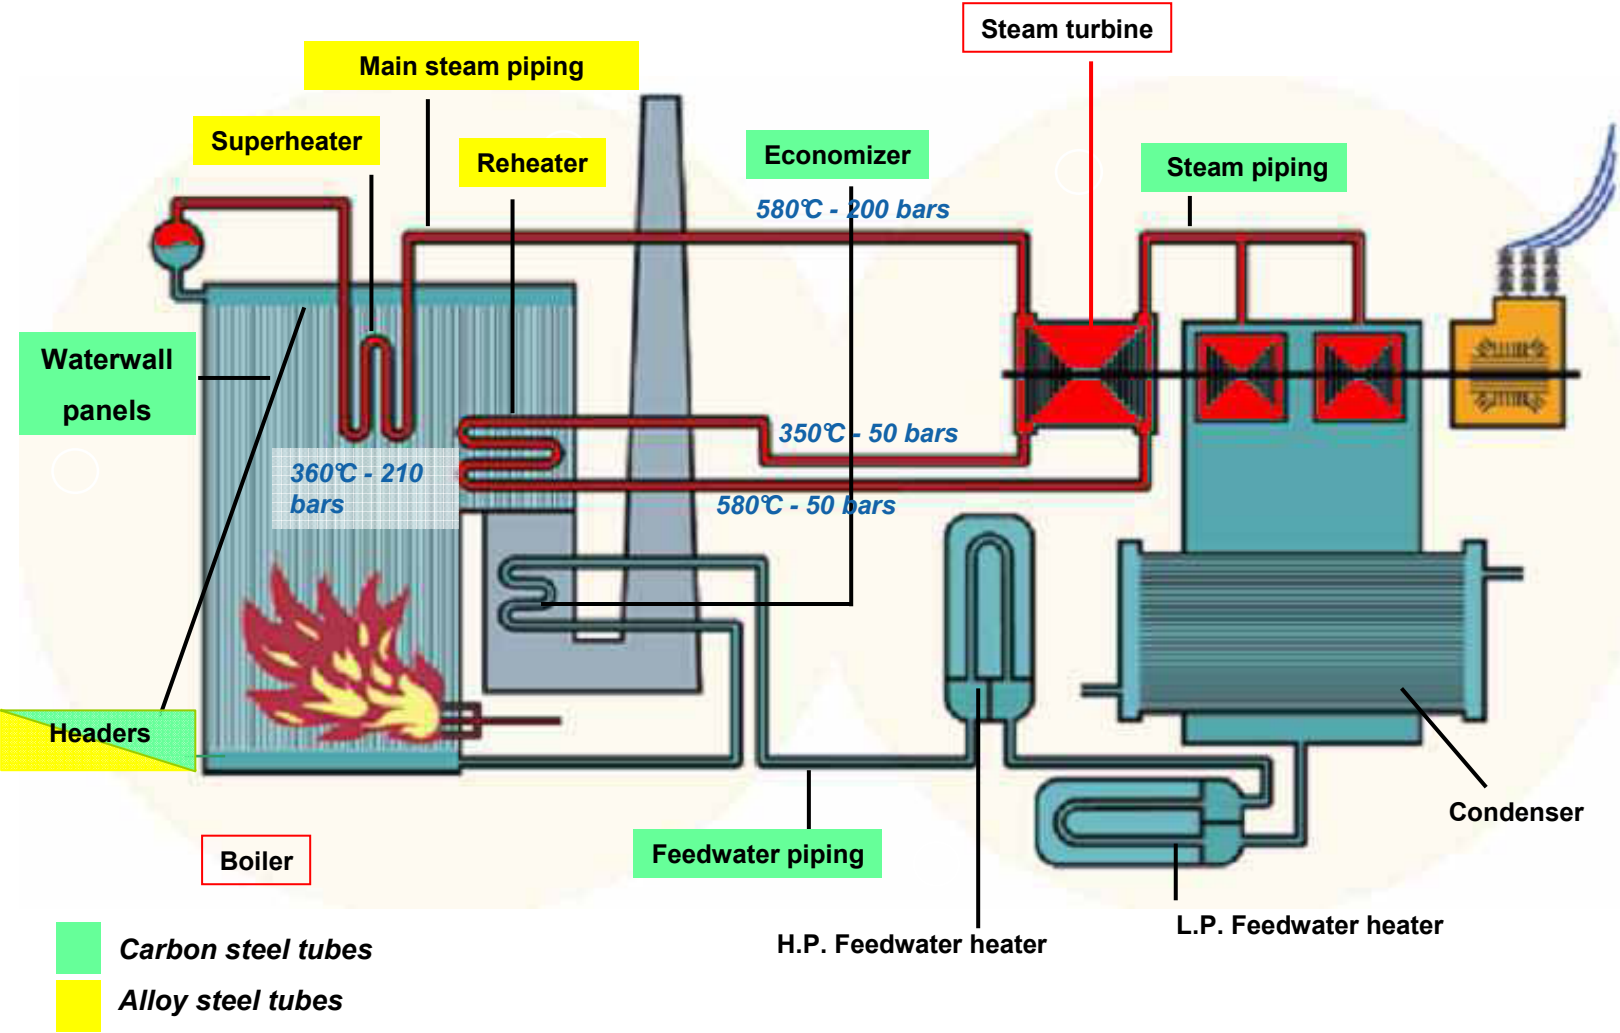 Steam turbine
Main steam piping
Superheater
Reheater
Economizer
Steam piping
580°C - 200 bars
Waterwall
panels
350°C - 50 bars
360°C - 210
bars
580°C - 50 bars
Headers
Condenser
Boiler
Feedwater piping
H.P. Feedwater heater
L.P. Feedwater heater
Carbon steel tubes
Alloy steel tubes